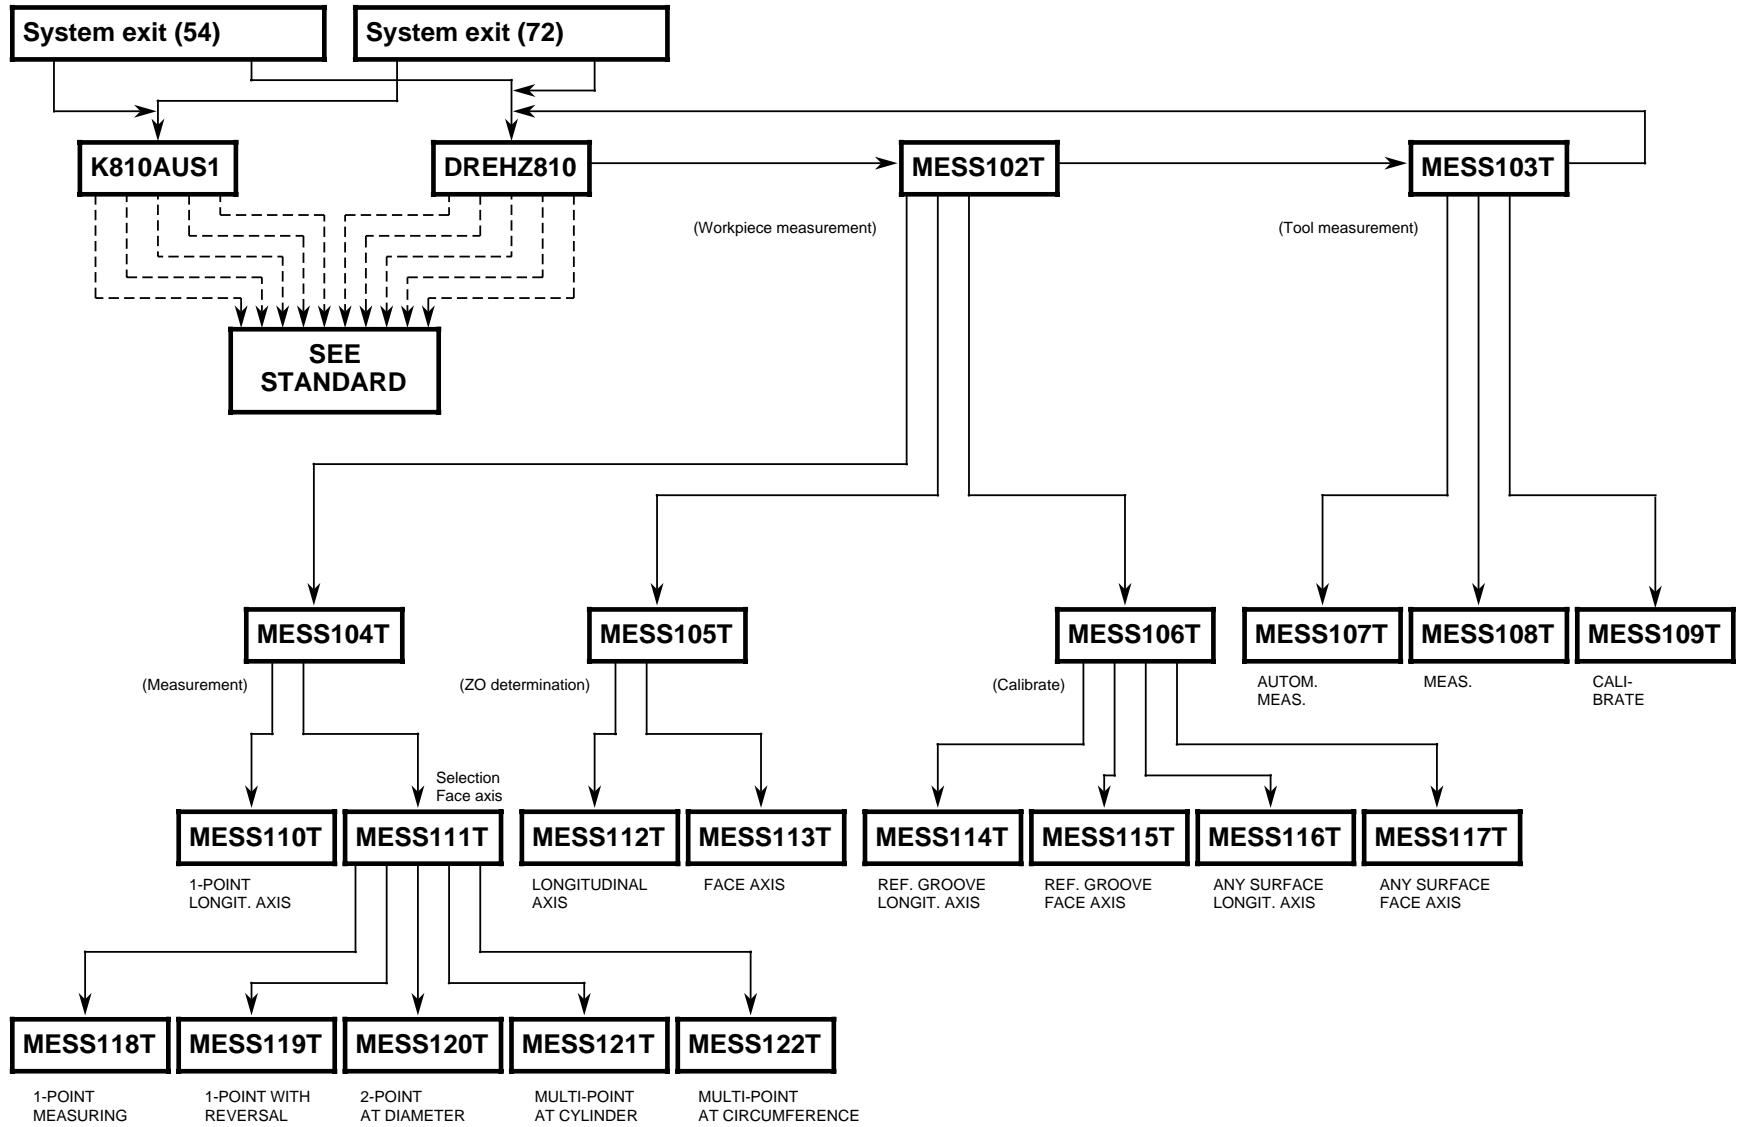 System exit (54)
System exit (72)
K810AUS1
DREHZ810
MESS102T
MESS103T
(Workpiece measurement)
(Tool measurement)
SEE
STANDARD
MESS104T
MESS105T
MESS106T
MESS107T
MESS108T
MESS109T
(Measurement)
(ZO determination)
(Calibrate)
AUTOM.
MEAS.
MEAS.
CALI-
BRATE
Selection
Face axis
MESS110T
MESS111T
MESS112T
MESS113T
MESS114T
MESS115T
MESS116T
MESS117T
1-POINT
LONGIT. AXIS
LONGITUDINAL
AXIS
FACE AXIS
REF. GROOVE
LONGIT. AXIS
REF. GROOVE
FACE AXIS
ANY SURFACE
LONGIT. AXIS
ANY SURFACE
FACE AXIS
MESS118T
MESS119T
MESS120T
MESS121T
MESS122T
1-POINT
MEASURING
1-POINT WITH
REVERSAL
2-POINT
AT DIAMETER
MULTI-POINT
AT CYLINDER
MULTI-POINT
AT CIRCUMFERENCE